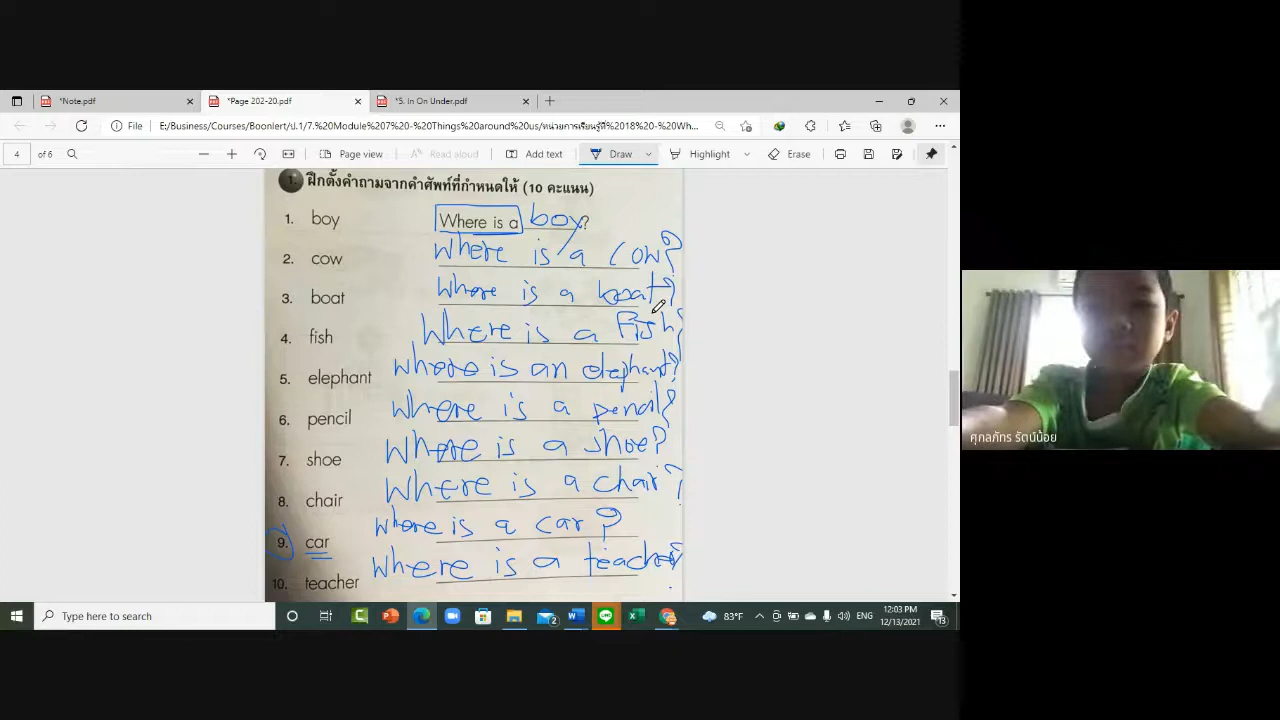 *Note.pdf
*Page 202-20.pdf
*5. In On Under.pdf
File
E:/Business/Courses/Boonlert/ป.1/7.%20Module%207%20-%20Things%20around%20us/หน่วยการเรียนรู้ที่%2018%20-%20Wh...
4 of 6
Page view
Read aloud
Add text
Draw
Highlight
Erase
1. ฝึกตั้งคำถามจากคำศัพท์ที่กำหนดให้ (10 คะแนน)
1. boy Where is a boy?
2. cow Where is a cow?
3. boat Where is a boat?
4. fish Where is a Fish?
5. elephant Where is an elephant?
6. pencil Where is a pencil?
7. shoe Where is a shoe?
8. chair Where is a chair?
9. car Where is a car?
10. teacher Where is a teacher?
ศุกลภัทร รัตน์น้อย
Type here to search
2
83°F
ENG
12:03 PM
12/13/2021
13